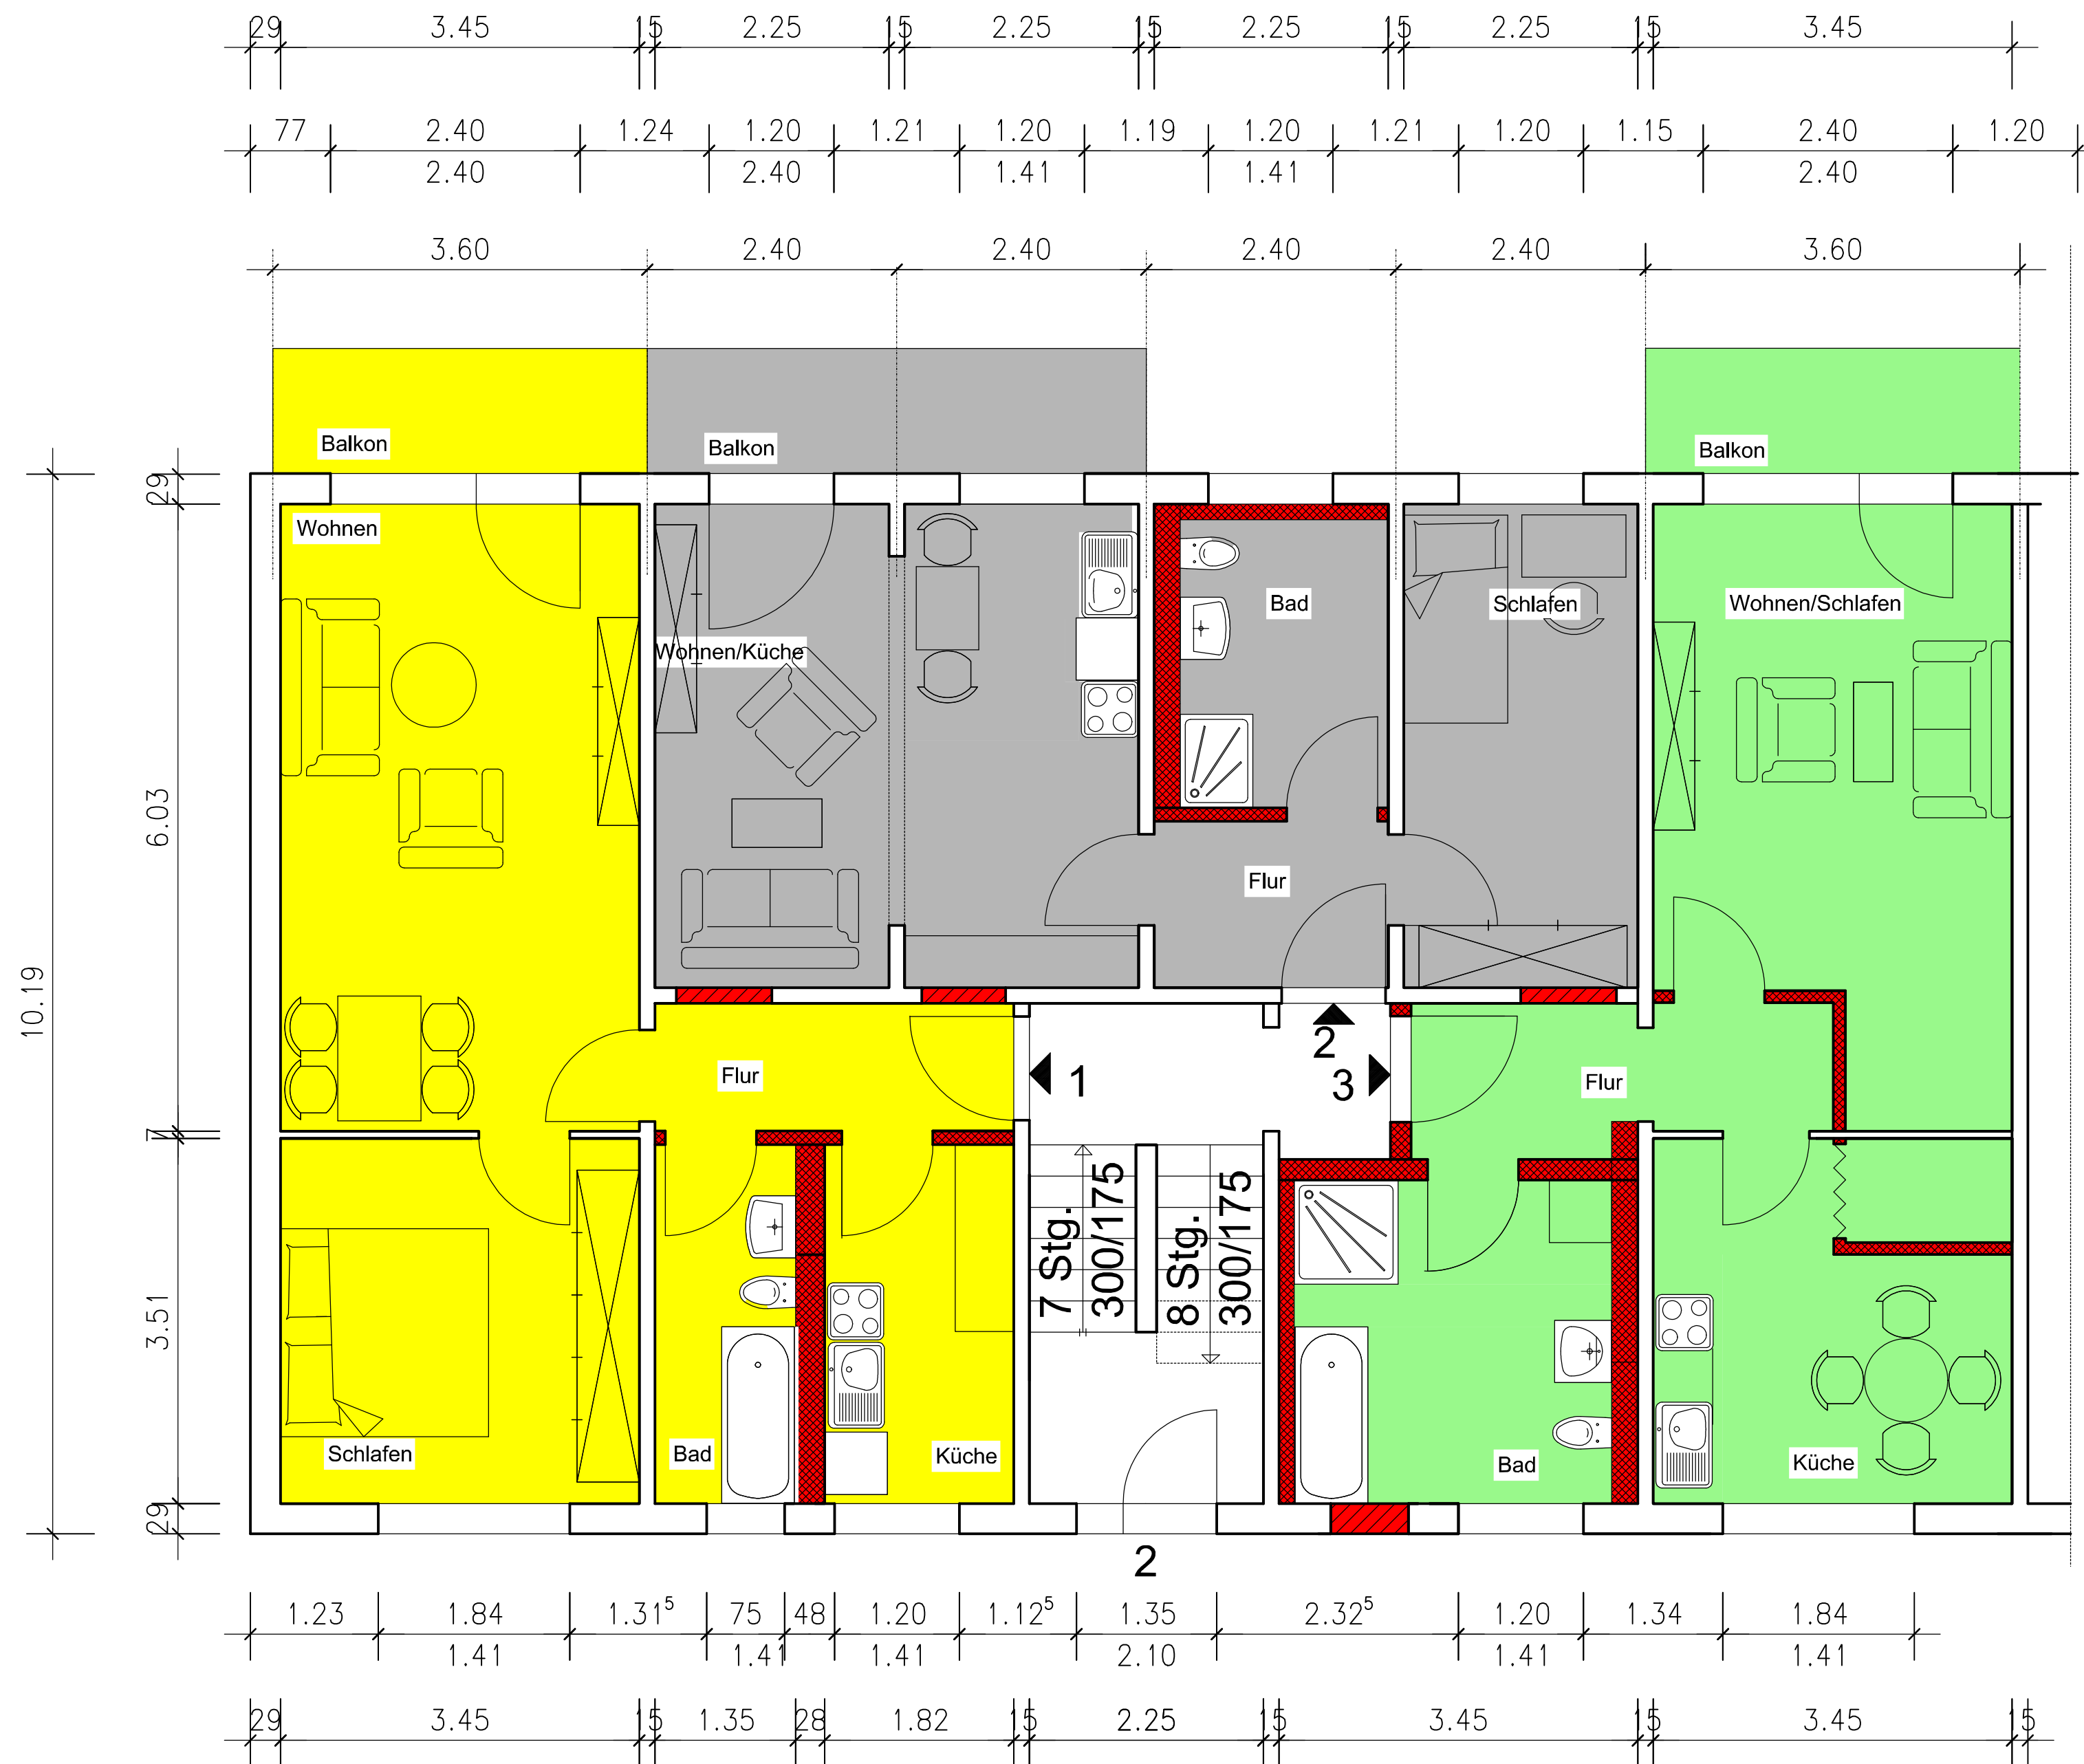 29 3.45 15 2.25 15 2.25 15 2.25 15 2.25 15 3.45
77 2.40 1.24 1.20 1.21 1.20 1.19 1.20 1.21 1.20 1.15 2.40 1.20
2.40 2.40 1.41 1.41 2.40
3.60 2.40 2.40 2.40 2.40 3.60
Balkon Balkon Balkon
29
Wohnen
Bad Schlafen Wohnen/Schlafen
Wohnen/Küche
6.03
Flur
10.19
2
Flur 1 3 Flur
7
7 Stg.
300/175
8 Stg.
300/175
3.51
Schlafen Bad Küche Bad Küche
29
2
1.23 1.84 1.31⁵ 75 48 1.20 1.12⁵ 1.35 2.32⁵ 1.20 1.34 1.84
1.41 1.41 1.41 2.10 1.41 1.41
29 3.45 15 1.35 28 1.82 15 2.25 15 3.45 15 3.45 15